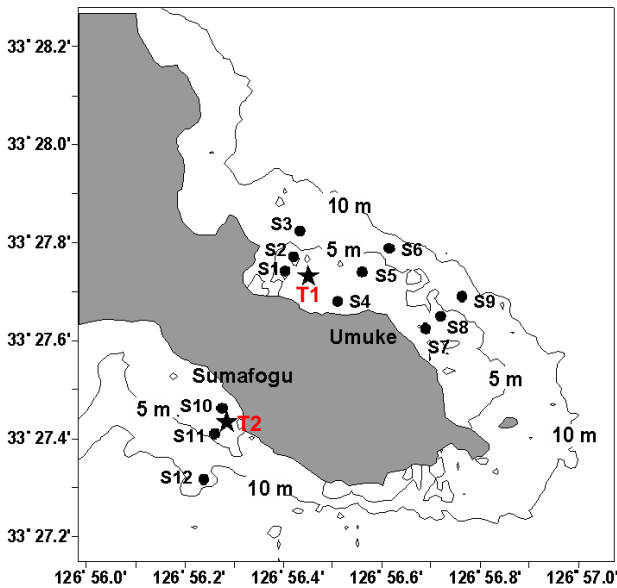 33° 28.2'
33° 28.0'
10 m
S3
33° 27.8'
S2
5 m
S6
S1
S5
T1
S4
S9
Umuke
S8
33° 27.6'
S7
Sumafogu
5 m
S10
5 m
T2
S11
10 m
33° 27.4'
S12
10 m
33° 27.2'
126° 56.0' 126° 56.2' 126° 56.4' 126° 56.6' 126° 56.8' 126° 57.0'